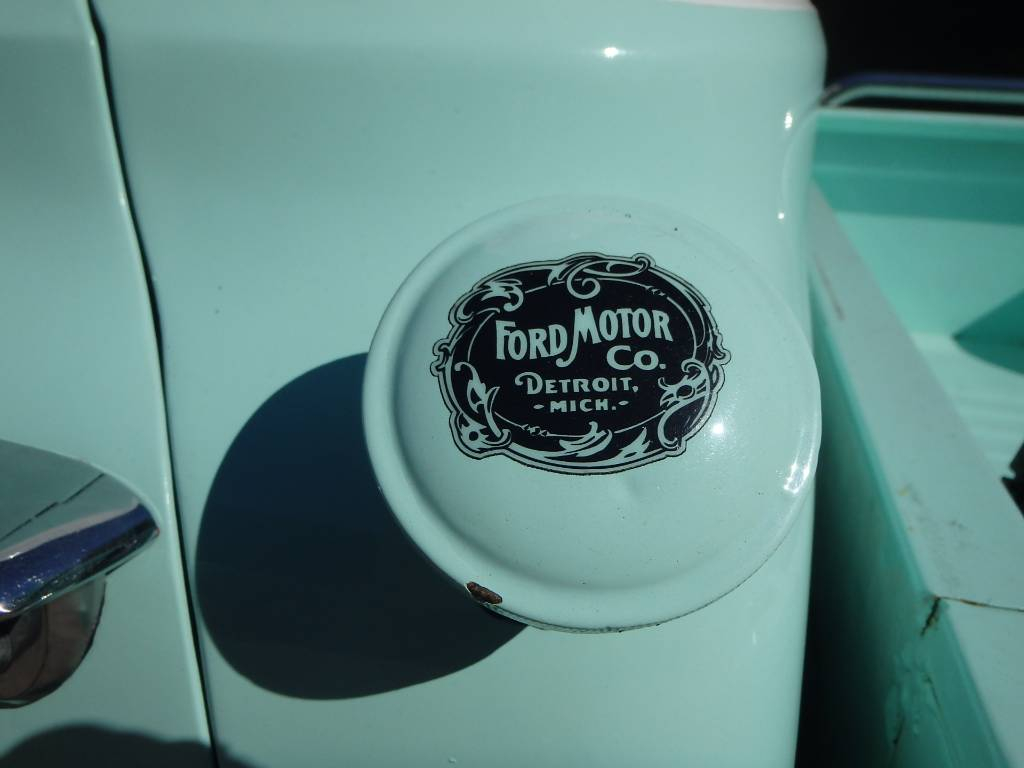 FORD MOTOR
CO.
DETROIT,
-MICH.-